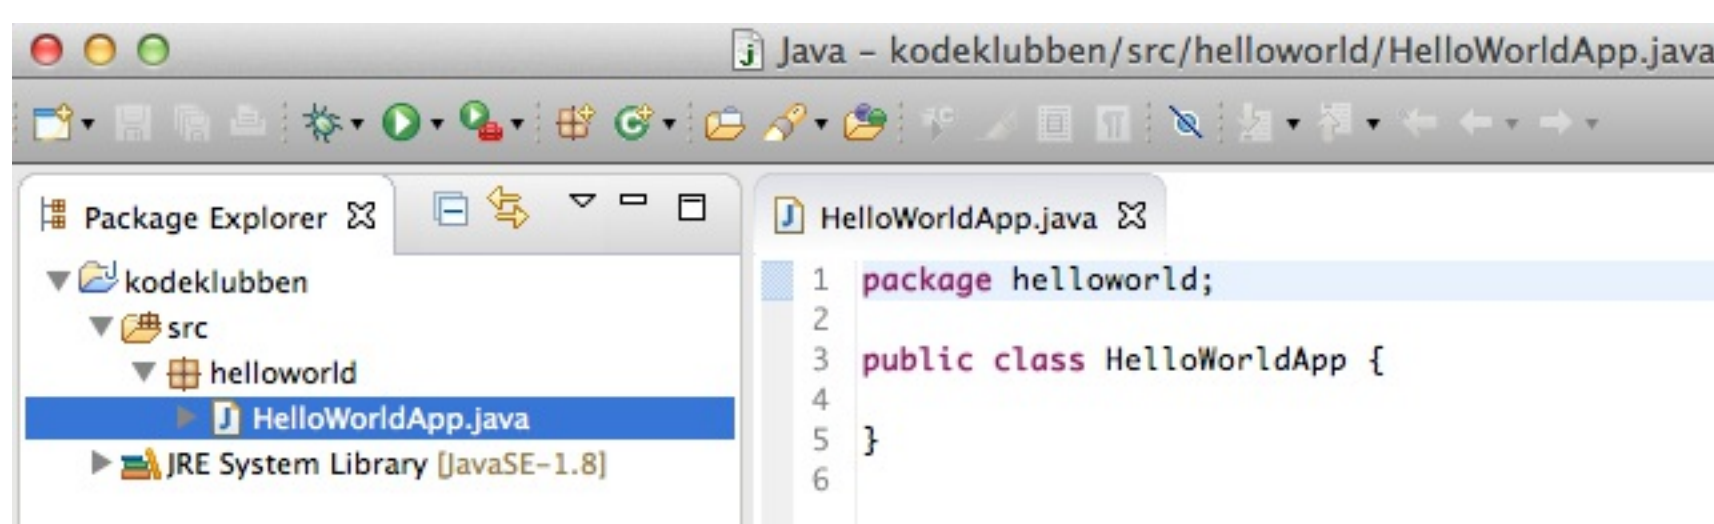 Java – kodeklubben/src/helloworld/HelloWorldApp.java
Package Explorer
kodeklubben
src
helloworld
HelloWorldApp.java
JRE System Library [JavaSE-1.8]
HelloWorldApp.java
1 package helloworld;
2
3 public class HelloWorldApp {
4
5 }
6